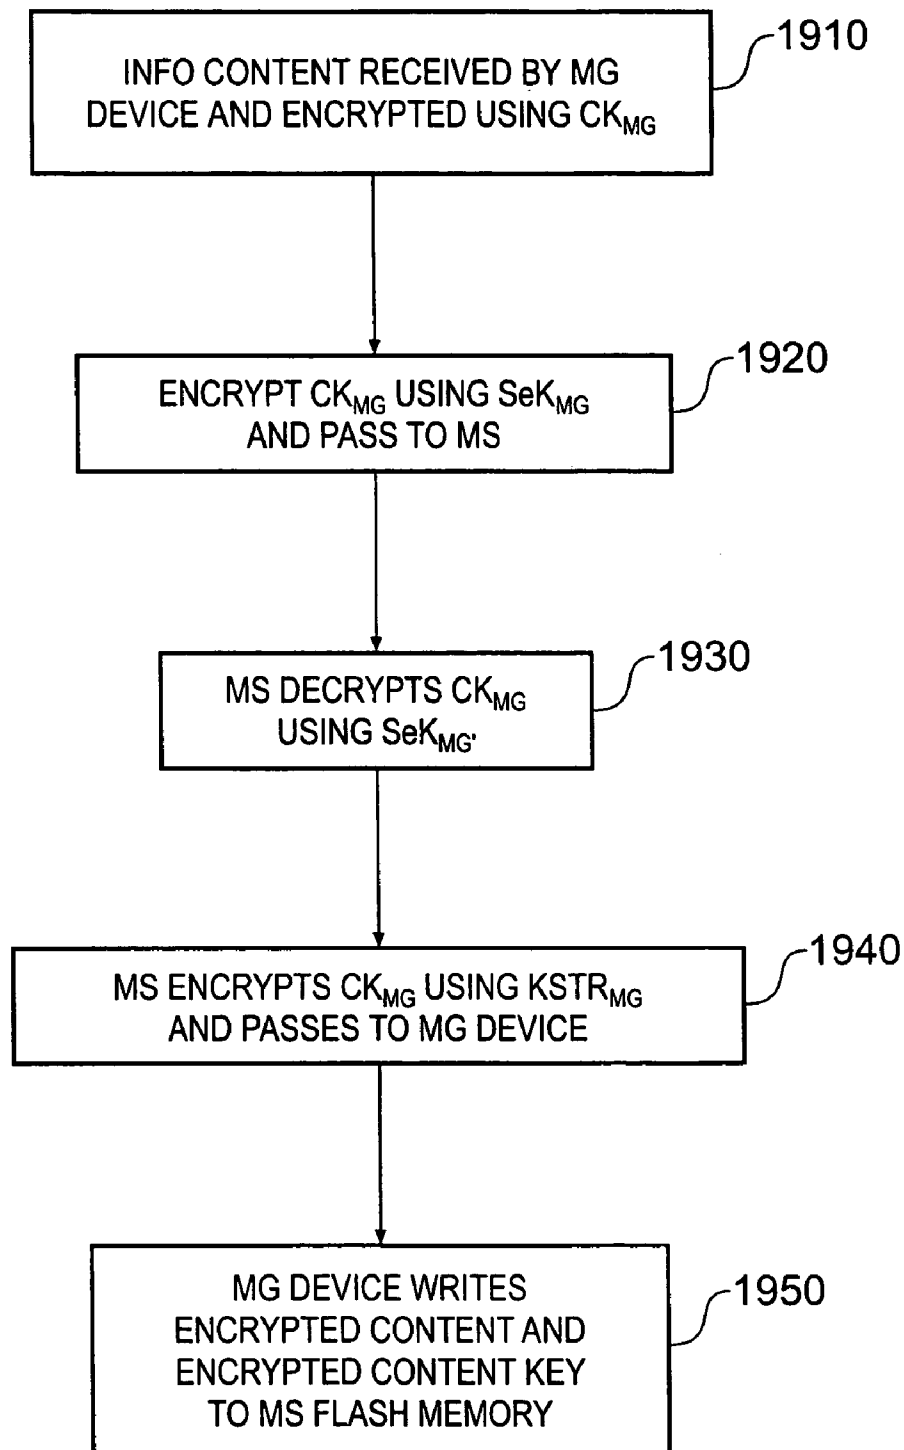 INFO CONTENT RECEIVED BY MG
DEVICE AND ENCRYPTED USING CKMG
1910
ENCRYPT CKMG USING SeKMG
AND PASS TO MS
1920
MS DECRYPTS CKMG
USING SeKMG'
1930
MS ENCRYPTS CKMG USING KSTRMG
AND PASSES TO MG DEVICE
1940
MG DEVICE WRITES
ENCRYPTED CONTENT AND
ENCRYPTED CONTENT KEY
TO MS FLASH MEMORY
1950